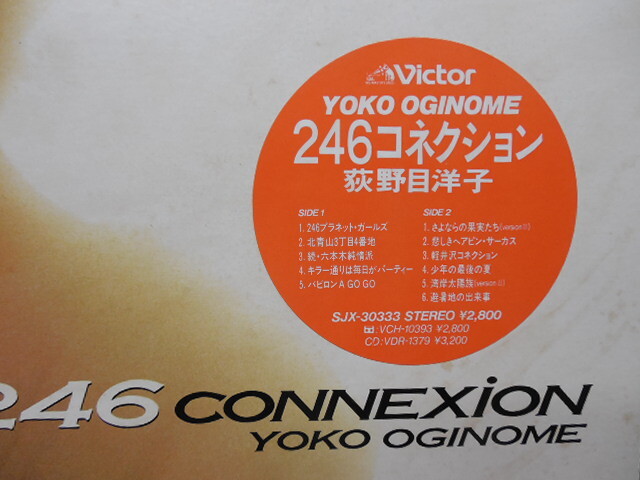 Victor
YOKO OGINOME
246コネクション
荻野目洋子
SIDE 1
1. 246プラネット・ガールズ
2. 北青山3丁目4番地
3. 続・六本木純情派
4. キラー通りは毎日がパーティー
5. バビロン A GO GO
SIDE 2
1. さよならの果実たち(version II)
2. 悲しきヘアピン・サーカス
3. 軽井沢コネクション
4. 少年の最後の夏
5. 湾岸太陽族(version II)
6. 避暑地の出来事
SJX-30333 STEREO ¥2,800
:VCH-10393 ¥2,800
CD:VDR-1379 ¥3,200
246 CONNEXiON
YOKO OGINOME